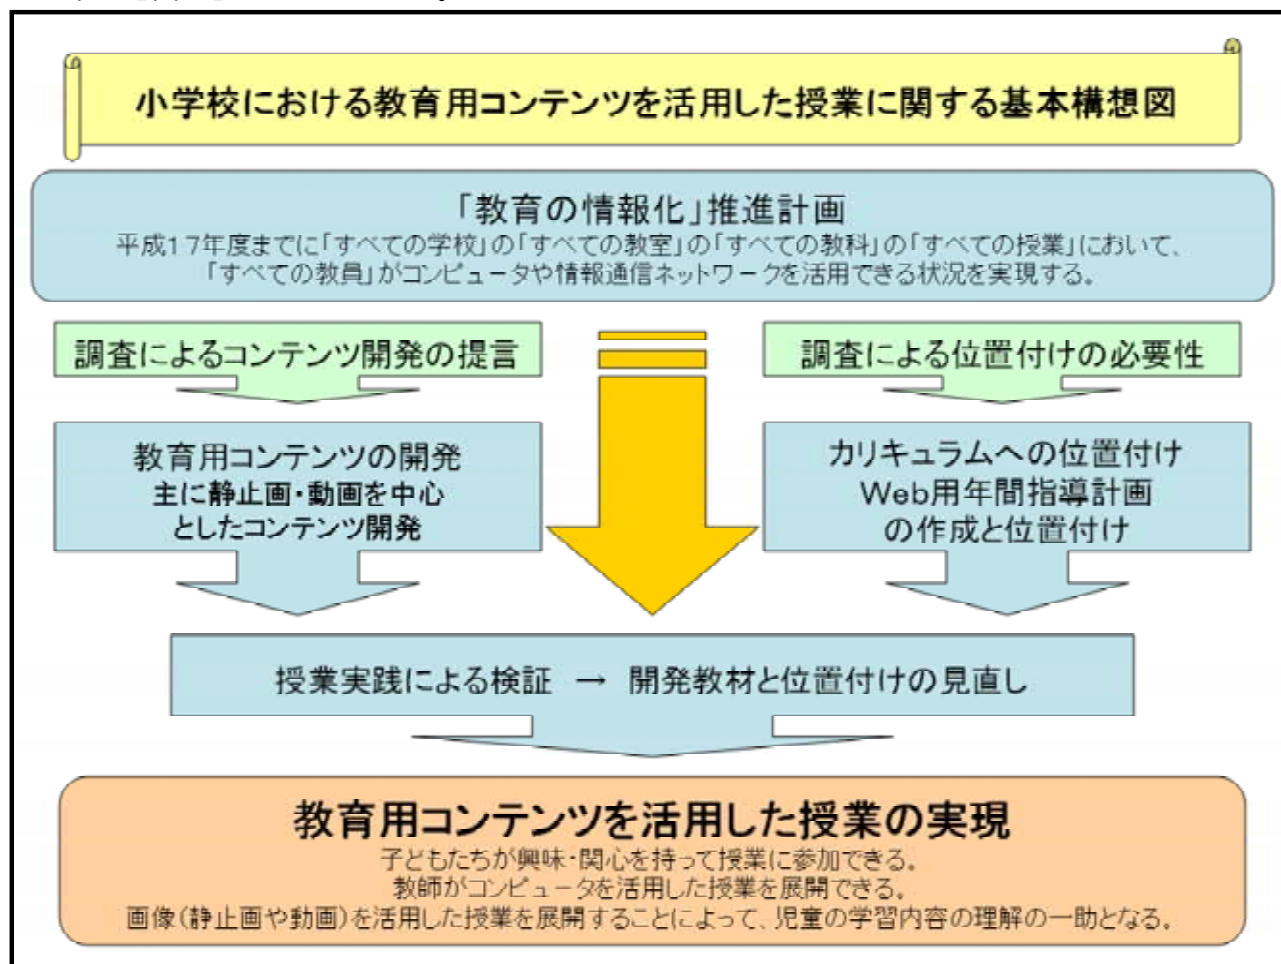 小学校における教育用コンテンツを活用した授業に関する基本構想図
「教育の情報化」推進計画
平成17年度までに「すべての学校」の「すべての教室」の「すべての教科」の「すべての授業」において、
「すべての教員」がコンピュータや情報通信ネットワークを活用できる状況を実現する。
調査によるコンテンツ開発の提言
調査による位置付けの必要性
教育用コンテンツの開発
主に静止画・動画を中心
としたコンテンツ開発
カリキュラムへの位置付け
Web用年間指導計画
の作成と位置付け
授業実践による検証 → 開発教材と位置付けの見直し
教育用コンテンツを活用した授業の実現
子どもたちが興味・関心を持って授業に参加できる。
教師がコンピュータを活用した授業を展開できる。
画像(静止画や動画)を活用した授業を展開することによって、児童の学習内容の理解の一助となる。